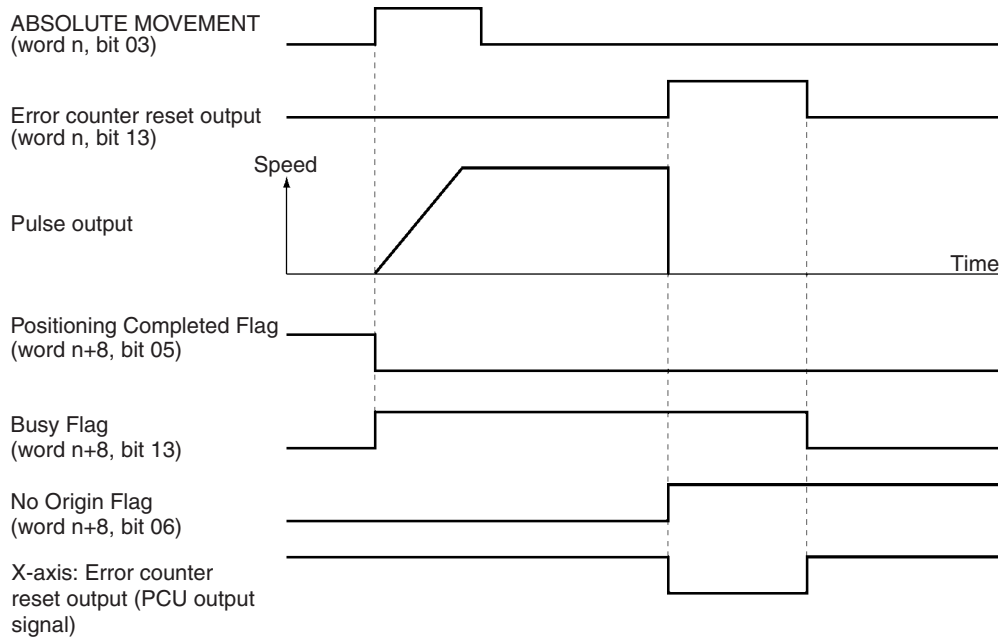 ABSOLUTE MOVEMENT
(word n, bit 03)
Error counter reset output
(word n, bit 13)
Speed
Pulse output
Time
Positioning Completed Flag
(word n+8, bit 05)
Busy Flag
(word n+8, bit 13)
No Origin Flag
(word n+8, bit 06)
X-axis: Error counter
reset output (PCU output
signal)